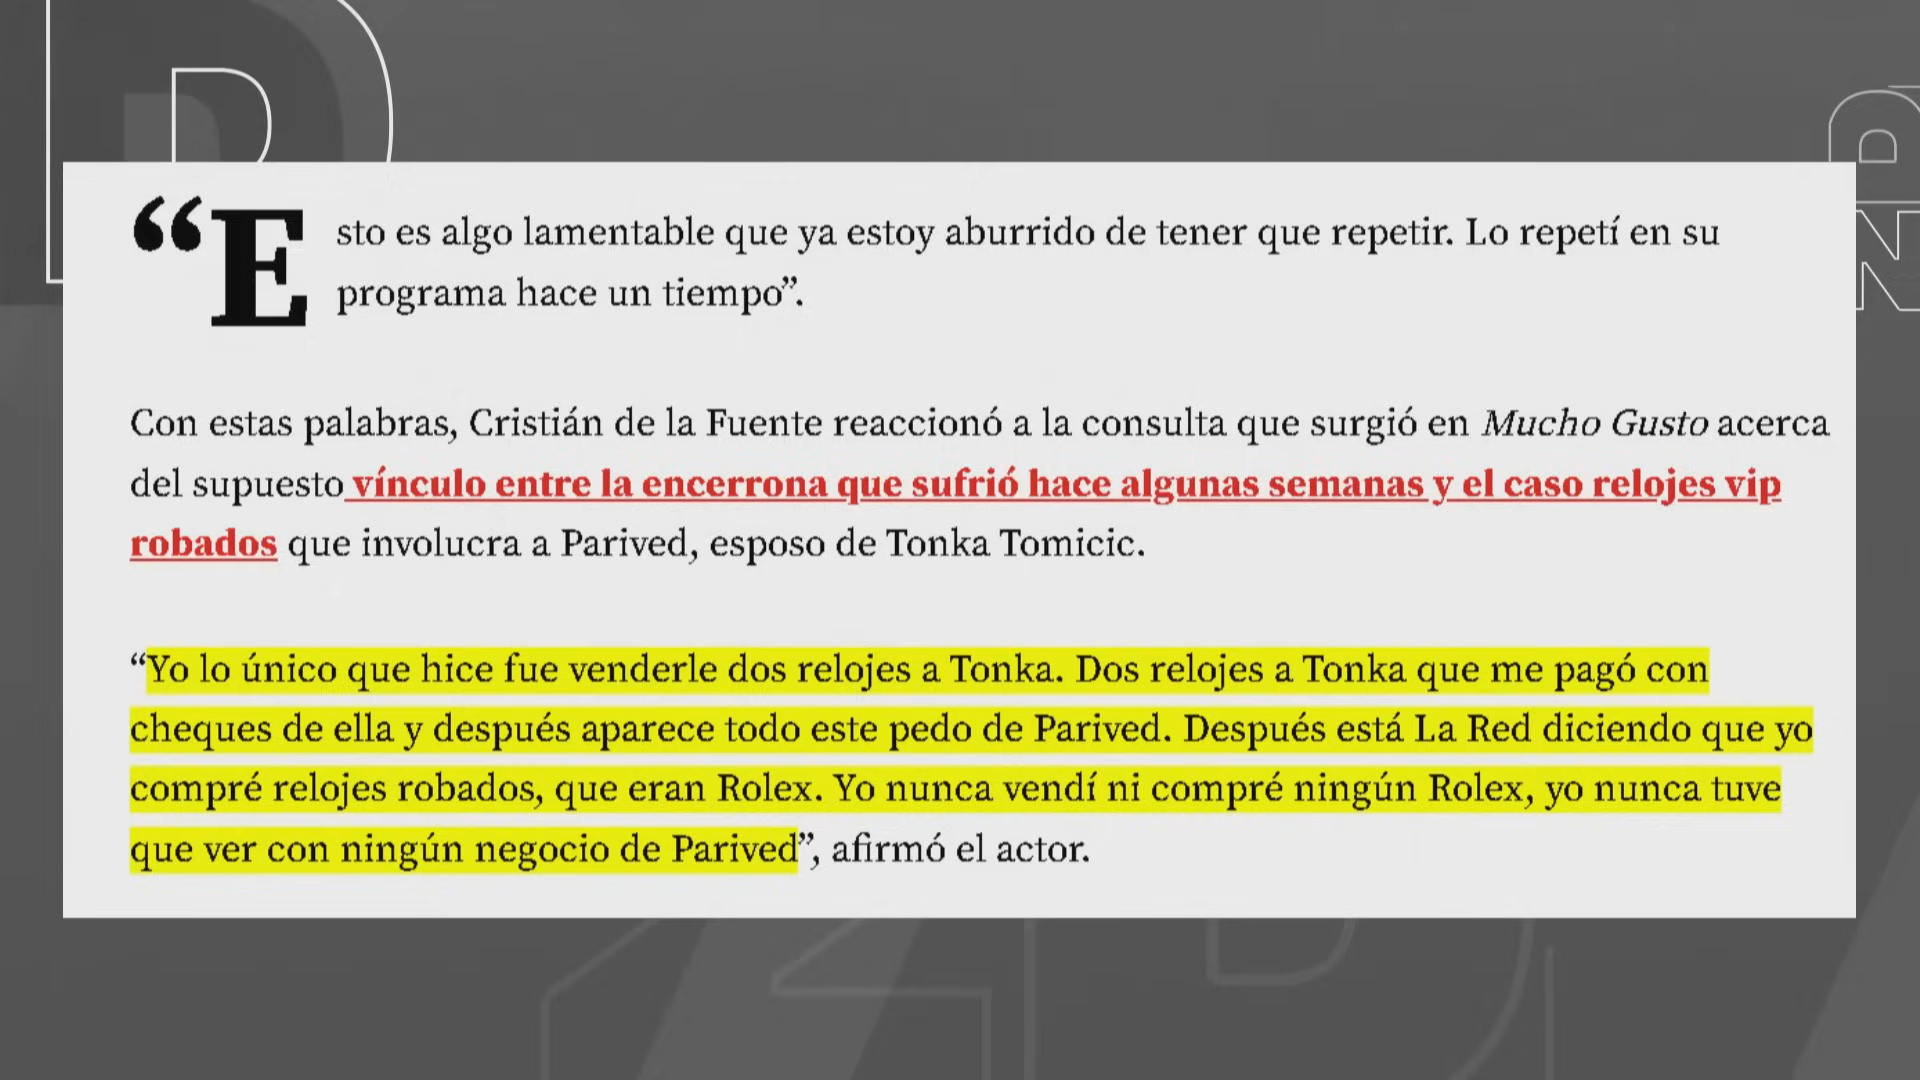 “Esto es algo lamentable que ya estoy aburrido de tener que repetir. Lo repetí en su
programa hace un tiempo”.
Con estas palabras, Cristián de la Fuente reaccionó a la consulta que surgió en Mucho Gusto acerca
del supuesto vínculo entre la encerrona que sufrió hace algunas semanas y el caso relojes vip
robados que involucra a Parived, esposo de Tonka Tomicic.
“Yo lo único que hice fue venderle dos relojes a Tonka. Dos relojes a Tonka que me pagó con
cheques de ella y después aparece todo este pedo de Parived. Después está La Red diciendo que yo
compré relojes robados, que eran Rolex. Yo nunca vendí ni compré ningún Rolex, yo nunca tuve
que ver con ningún negocio de Parived”, afirmó el actor.